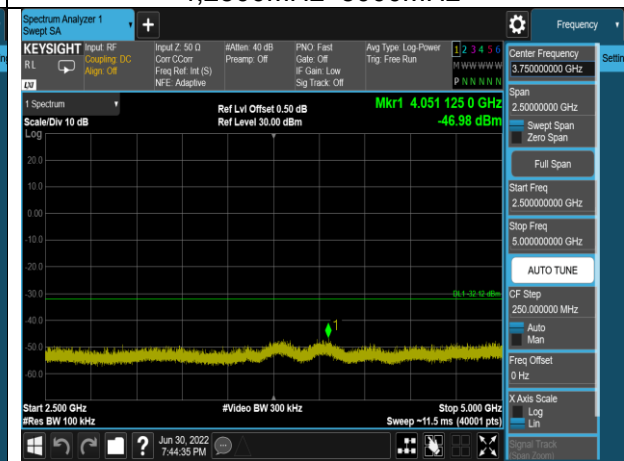 Spectrum Analyzer 1
Swept SA
Frequency
KEYSIGHT
RL
Input: RF
Coupling: DC
Align: Off
Input Z: 50 Ω
Corr CCorr
Freq Ref: Int (S)
NFE: Adaptive
#Atten: 40 dB
Preamp: Off
PNO: Fast
Gate: Off
IF Gain: Low
Sig Track: Off
Avg Type: Log-Power
Trig: Free Run
1 2 3 4 5 6
M W W W W W
P N N N N N
1 Spectrum
Scale/Div 10 dB
Log
Ref Lvl Offset 0.50 dB
Ref Level 30.00 dBm
Mkr1 4.051 125 0 GHz
-46.98 dBm
20.0
10.0
0.00
-10.0
-20.0
-30.0
-40.0
-50.0
-60.0
DL1 -32.12 dBm
1
Start 2.500 GHz
#Res BW 100 kHz
#Video BW 300 kHz
Stop 5.000 GHz
Sweep ~11.5 ms (40001 pts)
Jun 30, 2022
7:44:35 PM
Center Frequency
3.750000000 GHz
Span
2.50000000 GHz
Swept Span
Zero Span
Full Span
Start Freq
2.500000000 GHz
Stop Freq
5.000000000 GHz
AUTO TUNE
CF Step
250.000000 MHz
Auto
Man
Freq Offset
0 Hz
X Axis Scale
Log
Lin
Signal Track
(Span Zoom)